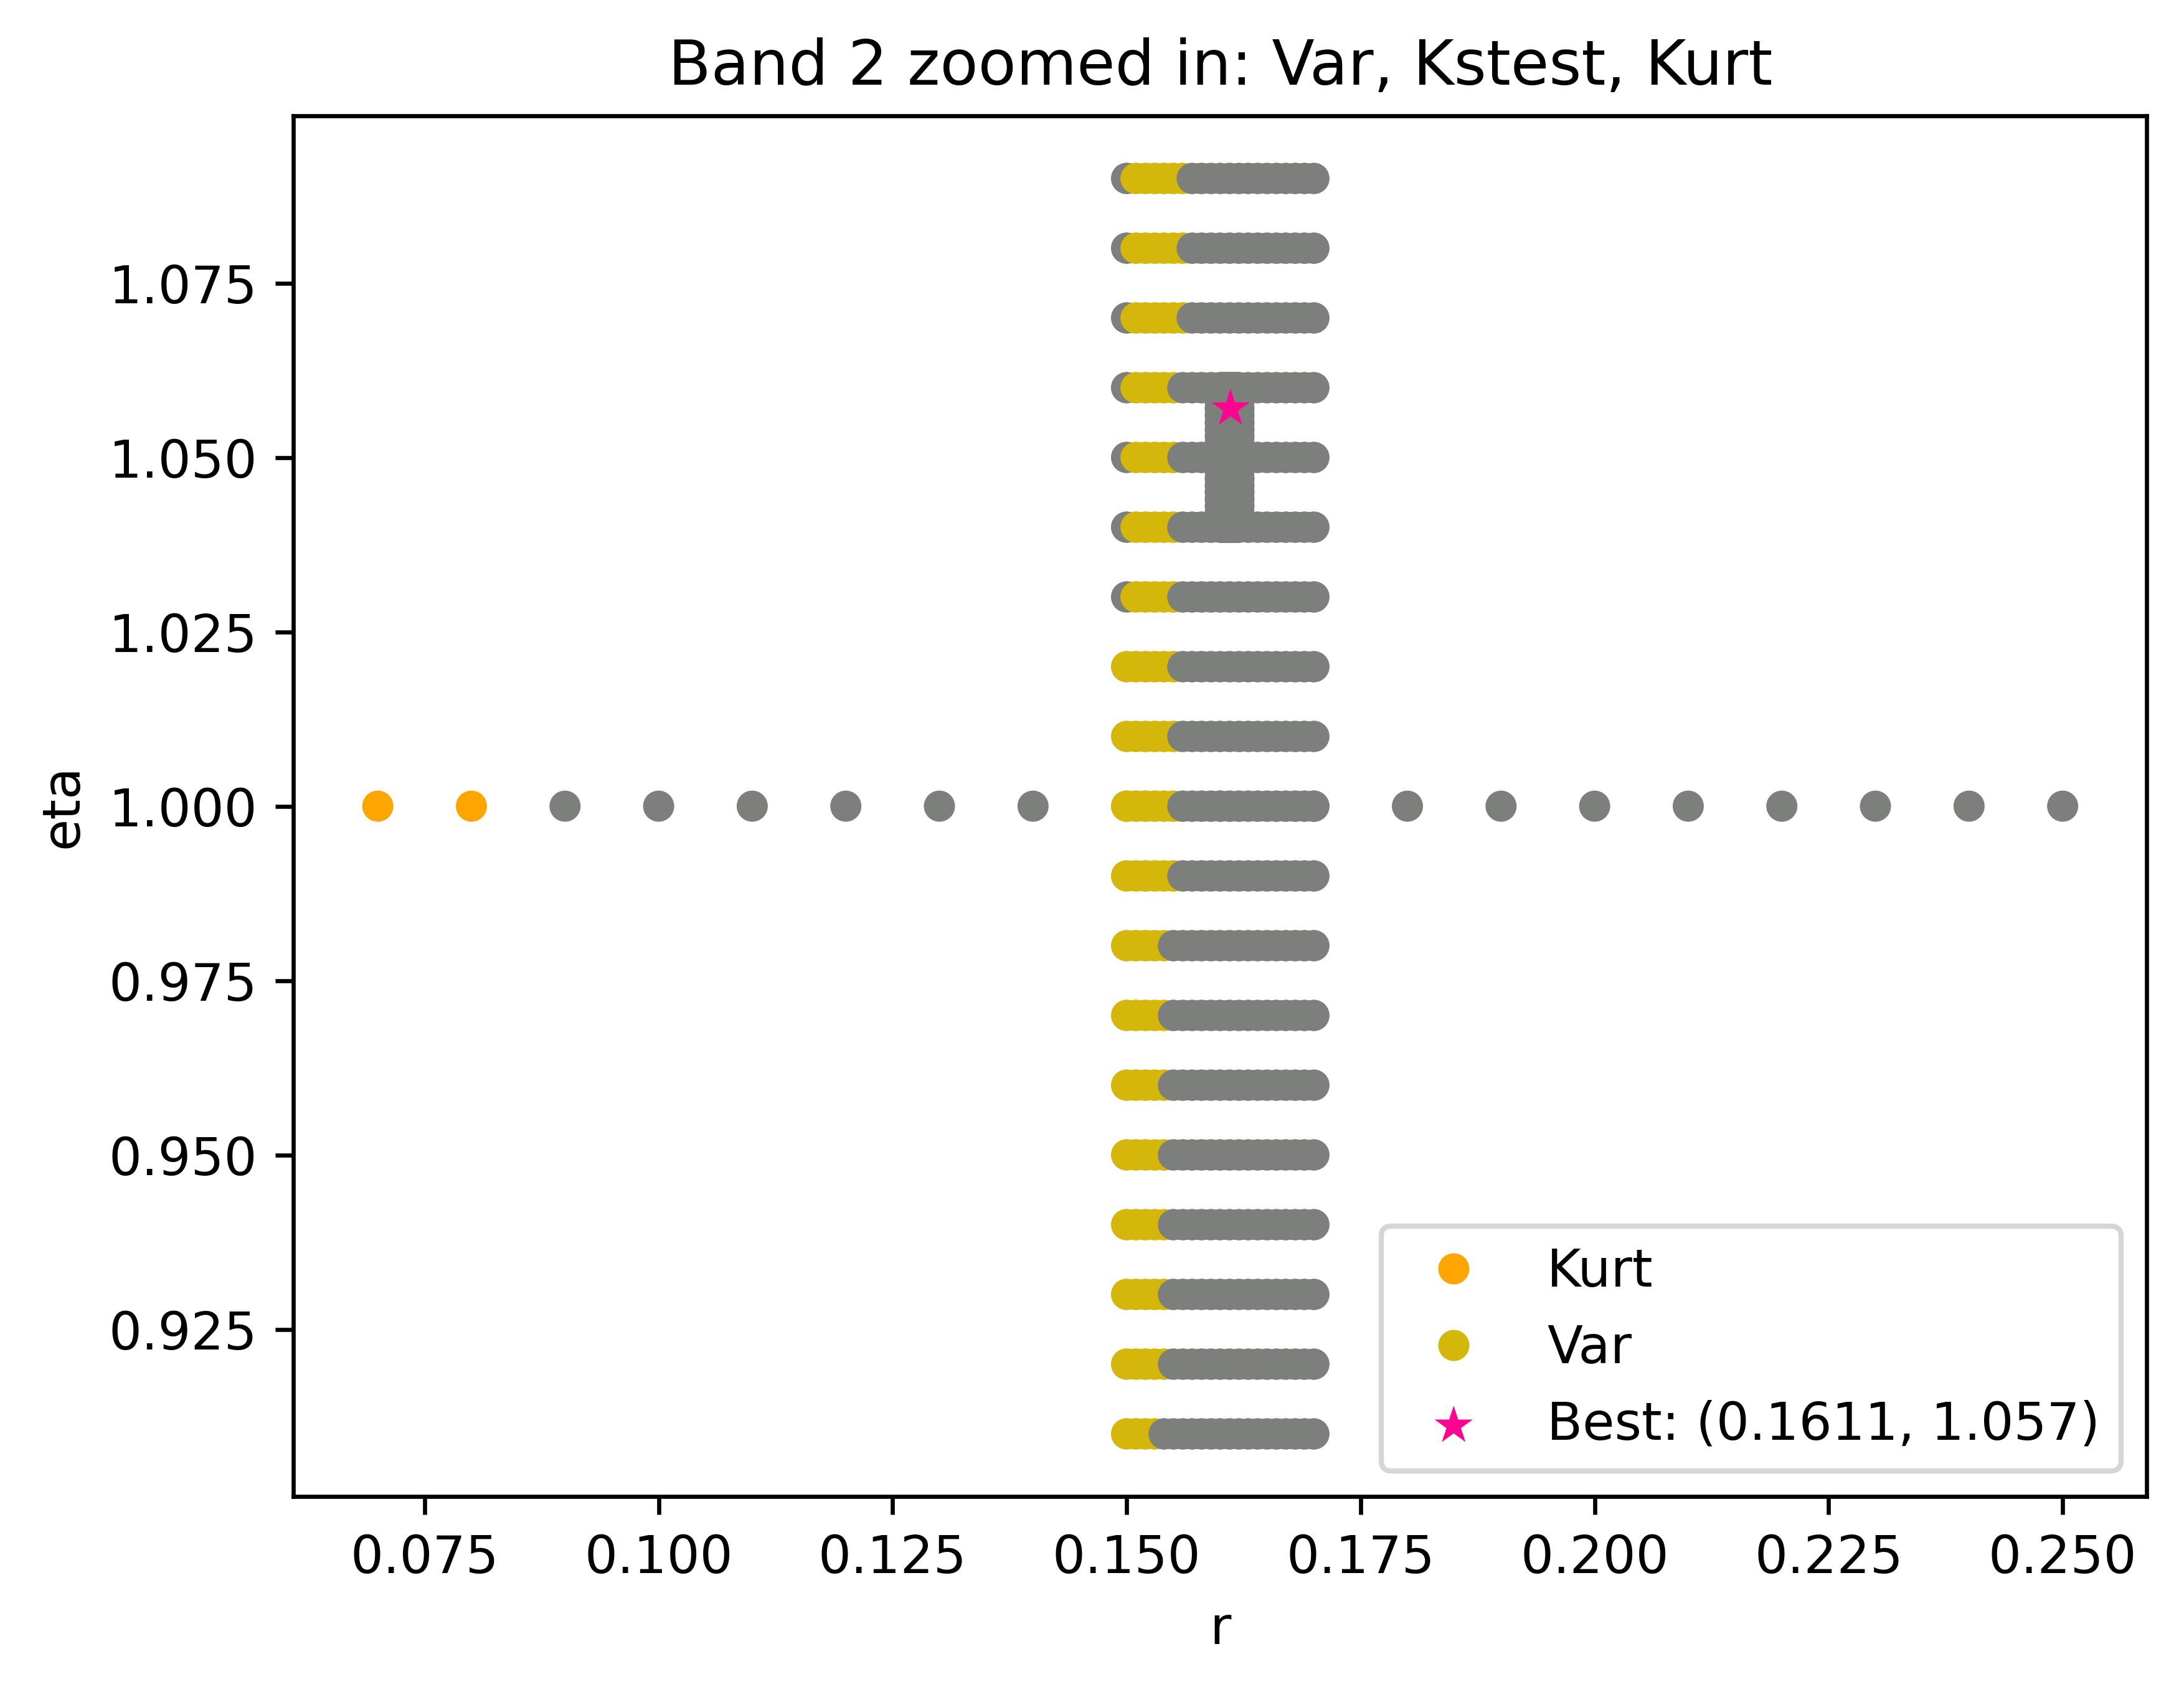 Band 2 zoomed in: Var, Kstest, Kurt
1.075
1.050
1.025
1.000
0.975
0.950
0.925
eta
0.075 0.100 0.125 0.150 0.175 0.200 0.225 0.250
r
Kurt
Var
Best: (0.1611, 1.057)